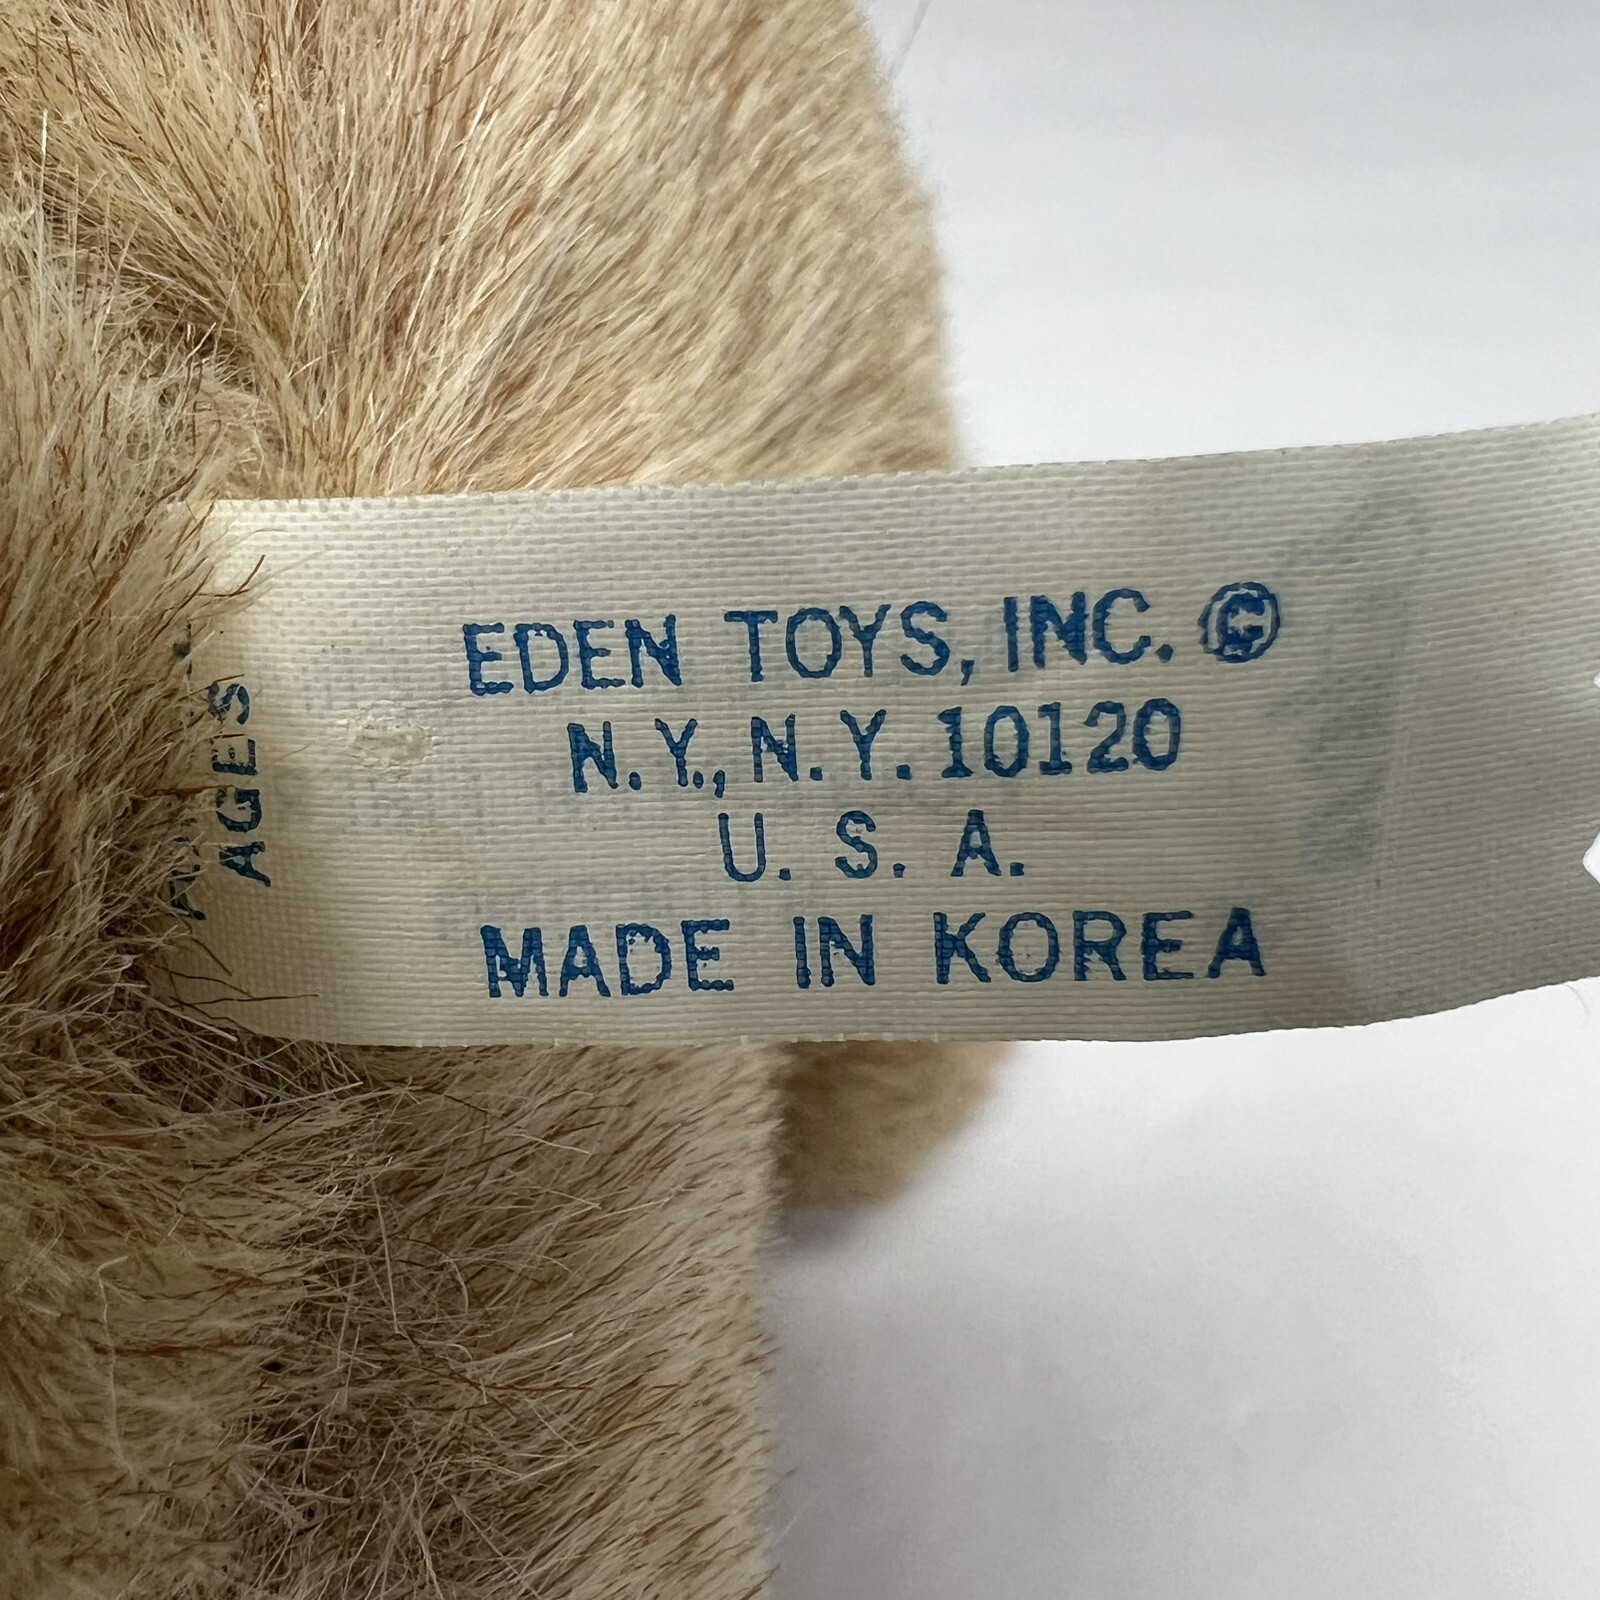 EDEN TOYS, INC. ©
N.Y., N.Y. 10120
U. S. A.
MADE IN KOREA
AGES